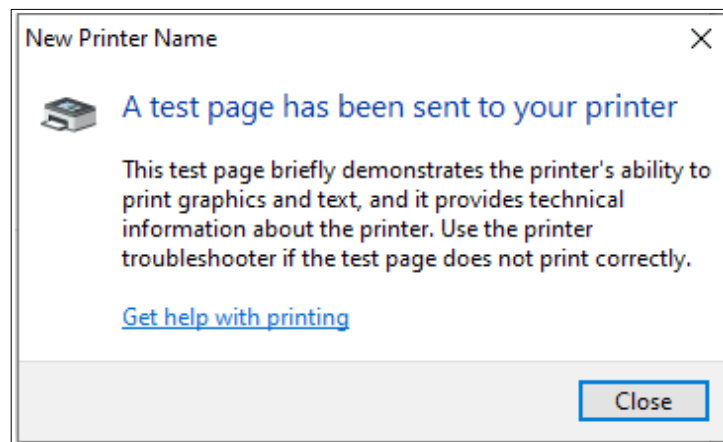 New Printer Name
A test page has been sent to your printer
This test page briefly demonstrates the printer's ability to
print graphics and text, and it provides technical
information about the printer. Use the printer
troubleshooter if the test page does not print correctly.
Get help with printing
Close